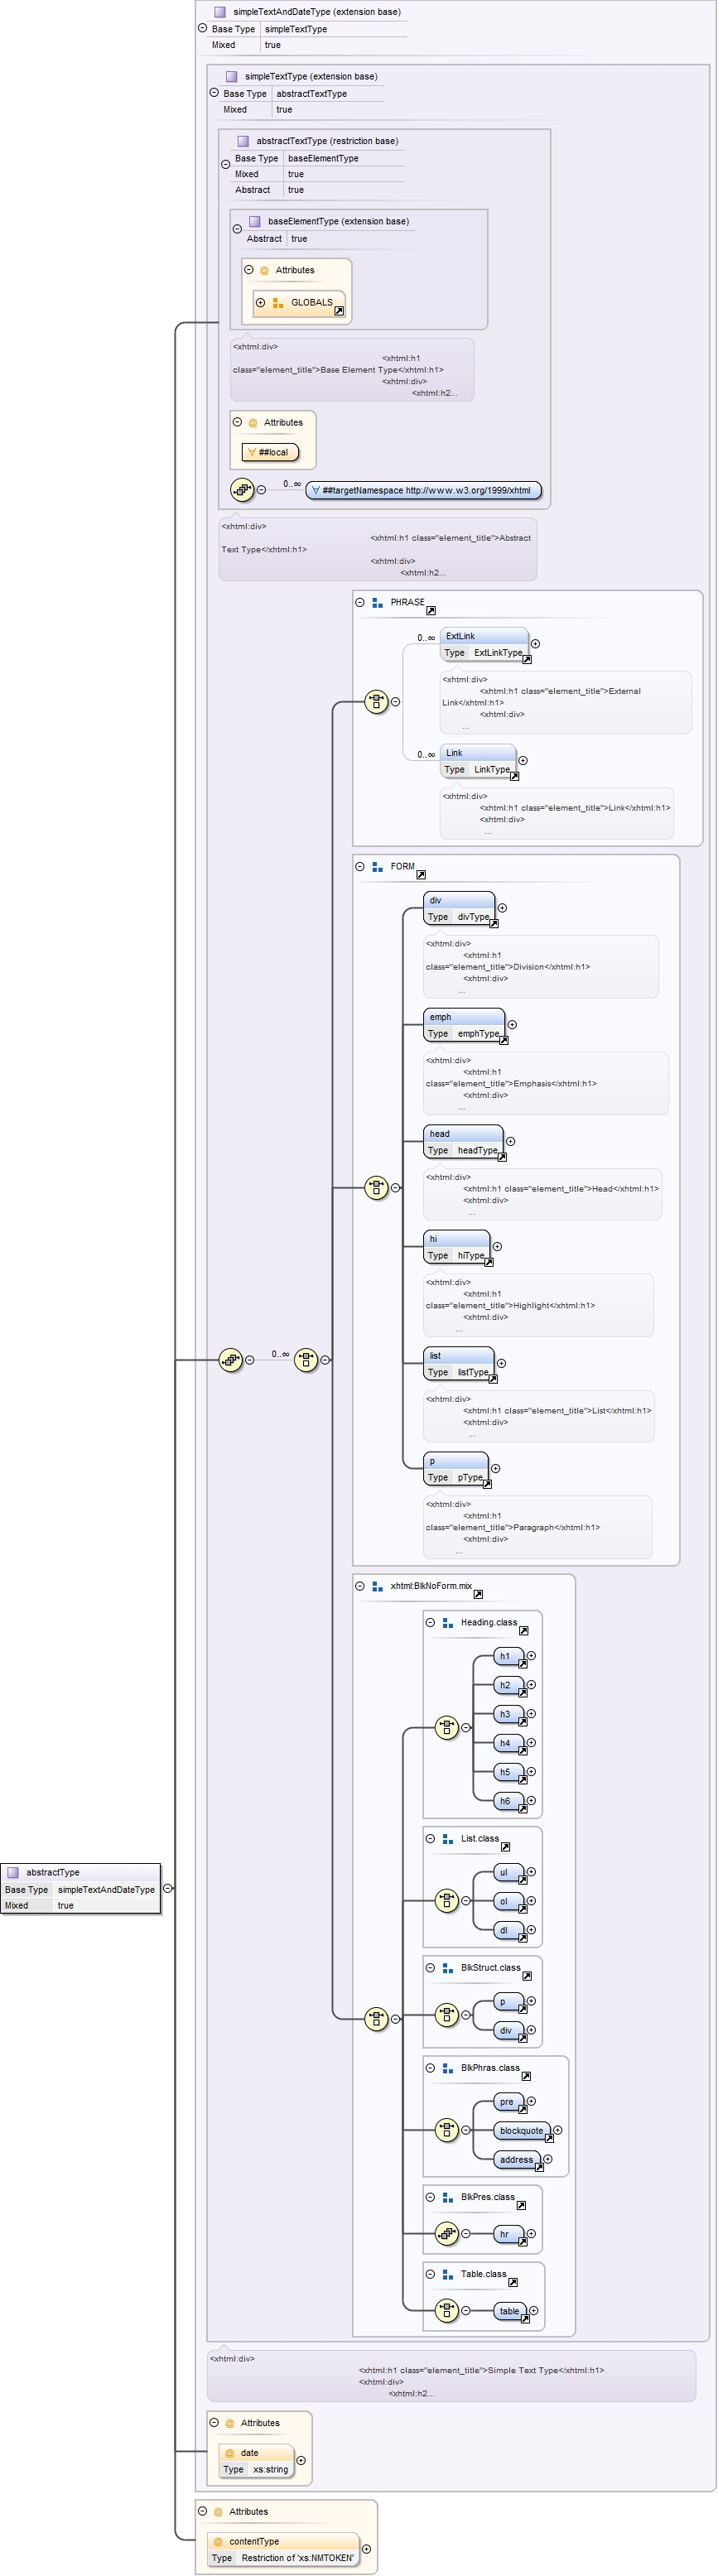 simpleTextAndDateType (extension base)
Base Type simpleTextType
Mixed true
simpleTextType (extension base)
Base Type abstractTextType
Mixed true
abstractTextType (restriction base)
Base Type baseElementType
Mixed true
Abstract true
baseElementType (extension base)
Abstract true
@ Attributes
GLOBALS
<xhtml:div>
<xhtml:h1
class="element_title">Base Element Type</xhtml:h1>
<xhtml:div>
<xhtml:h2...
@ Attributes
##local
0..∞ ##targetNamespace http://www.w3.org/1999/xhtml
<xhtml:div>
<xhtml:h1 class="element_title">Abstract
Text Type</xhtml:h1>
<xhtml:div>
<xhtml:h2...
PHRASE
0..∞ ExtLink
Type ExtLinkType
<xhtml:div>
<xhtml:h1 class="element_title">External
Link</xhtml:h1>
<xhtml:div>
...
0..∞ Link
Type LinkType
<xhtml:div>
<xhtml:h1 class="element_title">Link</xhtml:h1>
<xhtml:div>
...
FORM
div
Type divType
<xhtml:div>
<xhtml:h1
class="element_title">Division</xhtml:h1>
<xhtml:div>
...
emph
Type emphType
<xhtml:div>
<xhtml:h1
class="element_title">Emphasis</xhtml:h1>
<xhtml:div>
...
head
Type headType
<xhtml:div>
<xhtml:h1 class="element_title">Head</xhtml:h1>
<xhtml:div>
...
hi
Type hiType
<xhtml:div>
<xhtml:h1
class="element_title">Highlight</xhtml:h1>
<xhtml:div>
...
0..∞
list
Type listType
<xhtml:div>
<xhtml:h1 class="element_title">List</xhtml:h1>
<xhtml:div>
...
p
Type pType
<xhtml:div>
<xhtml:h1
class="element_title">Paragraph</xhtml:h1>
<xhtml:div>
...
xhtml:BlkNoForm.mix
Heading.class
h1
h2
h3
h4
h5
h6
List.class
ul
ol
dl
abstractType
Base Type simpleTextAndDateType
Mixed true
BlkStruct.class
p
div
BlkPhras.class
pre
blockquote
address
BlkPres.class
hr
Table.class
table
<xhtml:div>
<xhtml:h1 class="element_title">Simple Text Type</xhtml:h1>
<xhtml:div>
<xhtml:h2...
@ Attributes
@ date
Type xs:string
@ Attributes
@ contentType
Type Restriction of 'xs:NMTOKEN'